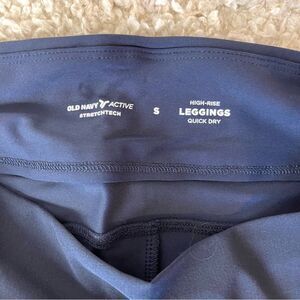 OLD NAVY ACTIVE
STRETCHTECH
S
HIGH-RISE
LEGGINGS
QUICK DRY